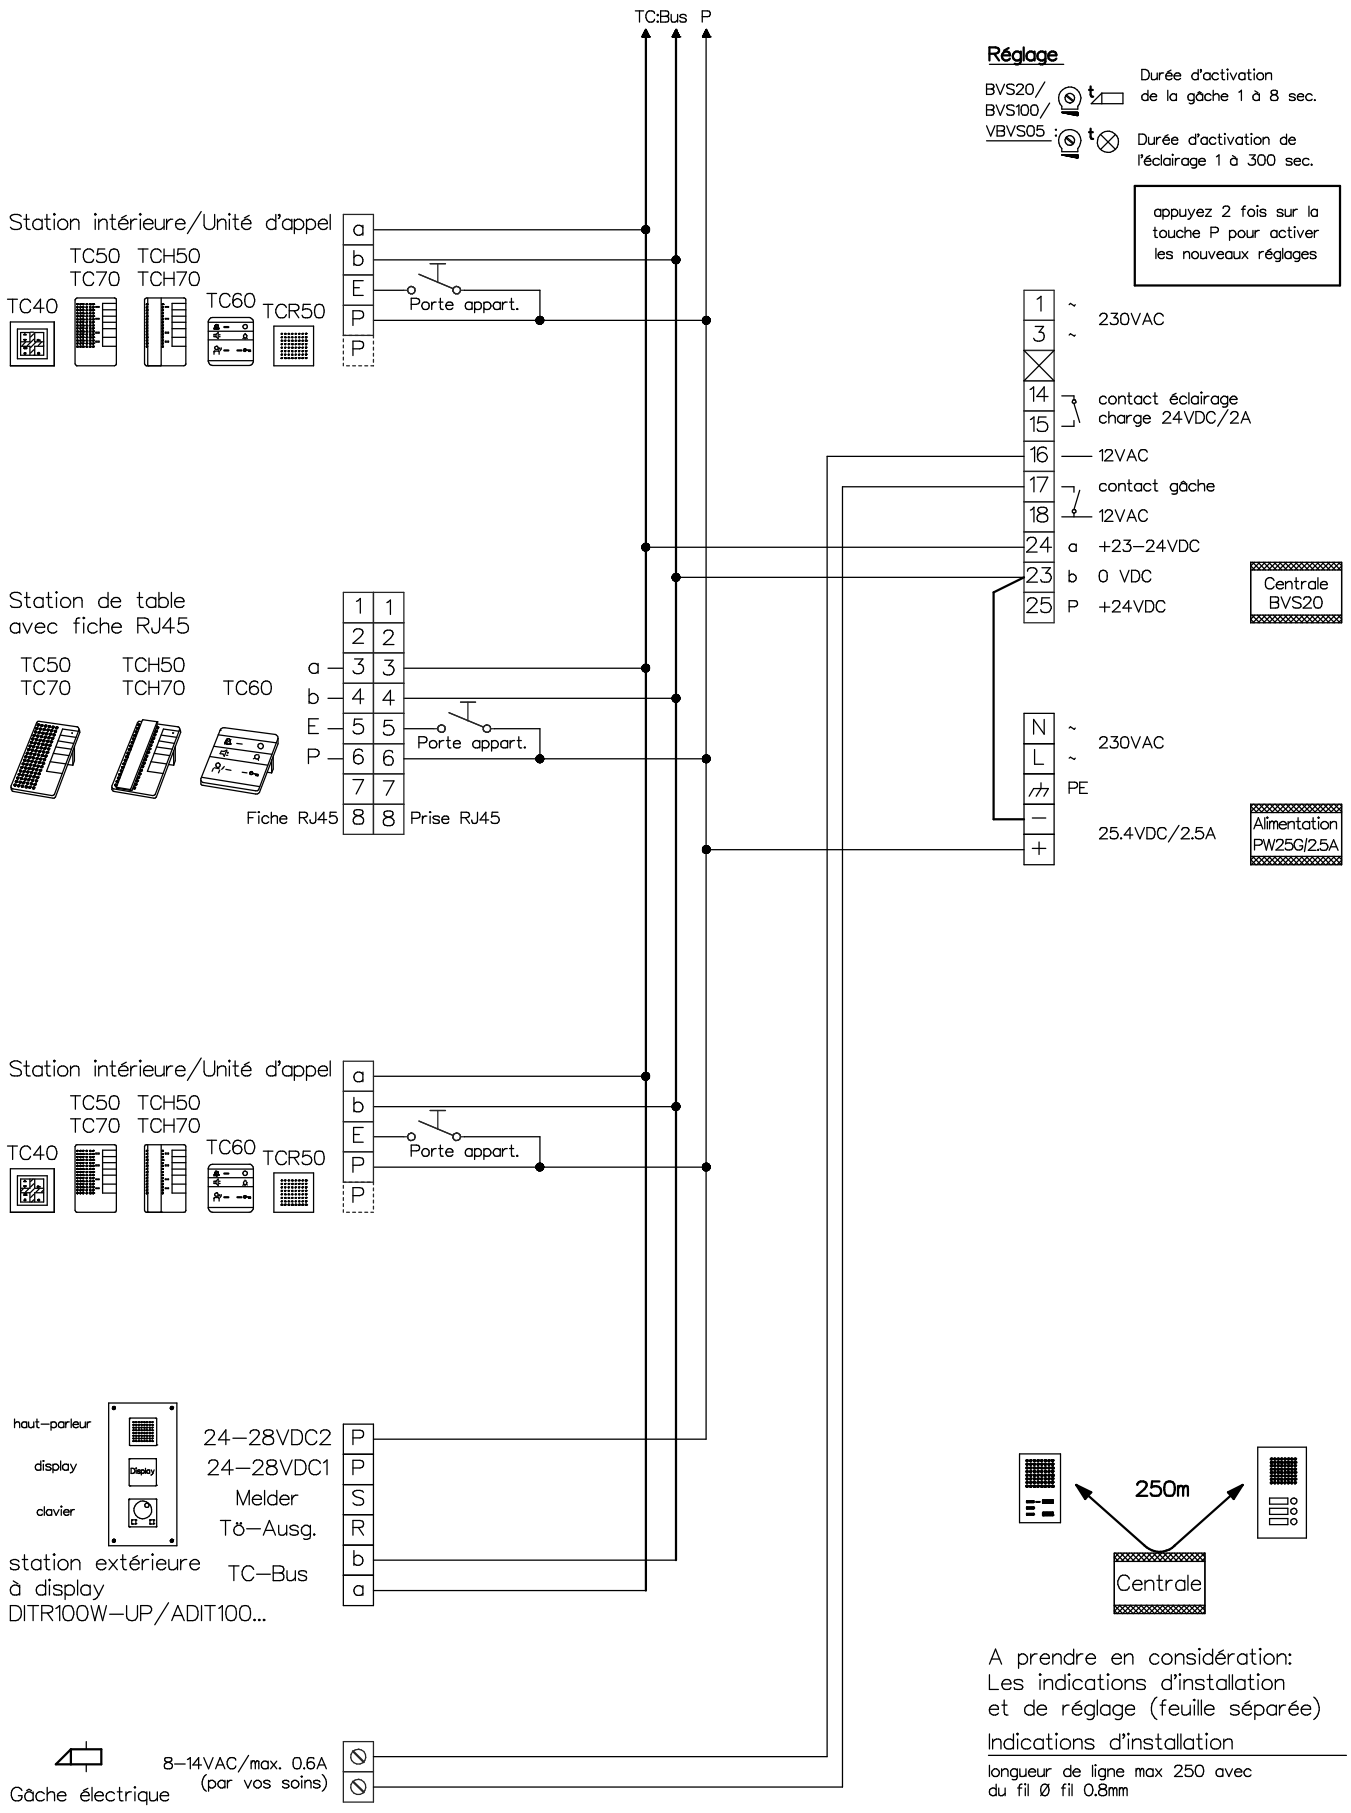 TC:Bus P
Réglage
BVS20/
BVS100/
VBVS05 :
t
Durée d'activation
de la gâche 1 à 8 sec.
t
Durée d'activation de
l'éclairage 1 à 300 sec.
appuyez 2 fois sur la
touche P pour activer
les nouveaux réglages
Station intérieure/Unité d'appel
TC50 TCH50
TC70 TCH70
TC40
TC60
TCR50
a
b
E
P
P
Porte appart.
1 ~
3 ~
230VAC
14
15
contact éclairage
charge 24VDC/2A
16 12VAC
17 contact gâche
18 12VAC
24 a +23-24VDC
23 b 0 VDC
25 P +24VDC
Centrale
BVS20
Station de table
avec fiche RJ45
TC50 TCH50
TC70 TCH70 TC60
1 1
2 2
a 3 3
b 4 4
E 5 5
P 6 6
7 7
Fiche RJ45 8 8 Prise RJ45
Porte appart.
N ~
L ~
230VAC
PE
-
+
25.4VDC/2.5A
Alimentation
PW25G/2.5A
Station intérieure/Unité d'appel
TC50 TCH50
TC70 TCH70
TC40
TC60
TCR50
a
b
E
P
P
Porte appart.
haut-parleur
display
Display
clavier
24-28VDC2 P
24-28VDC1 P
Melder S
Tö-Ausg. R
TC-Bus
b
a
station extérieure
à display
DITR100W-UP/ADIT100...
250m
Centrale
A prendre en considération:
Les indications d'installation
et de réglage (feuille séparée)
Indications d'installation
longueur de ligne max 250 avec
du fil Ø fil 0.8mm
8-14VAC/max. 0.6A
(par vos soins)
Gâche électrique